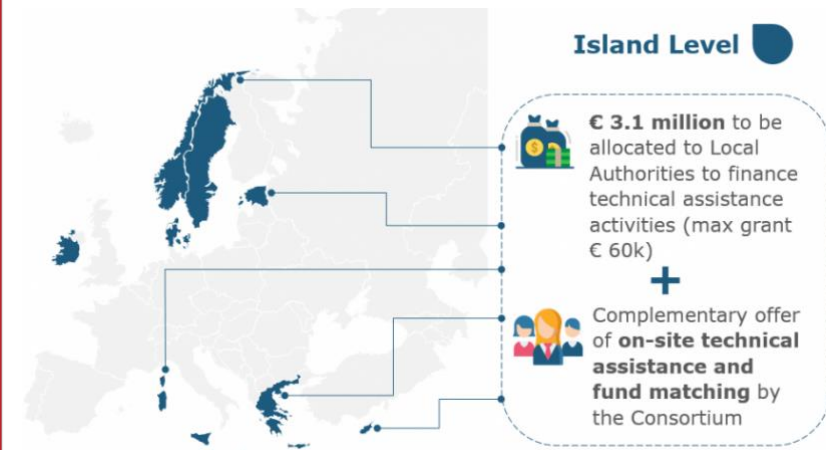 Island Level
€ 3.1 million to be
allocated to Local
Authorities to finance
technical assistance
activities (max grant
€ 60k)
+
Complementary offer
of on-site technical
assistance and
fund matching by
the Consortium